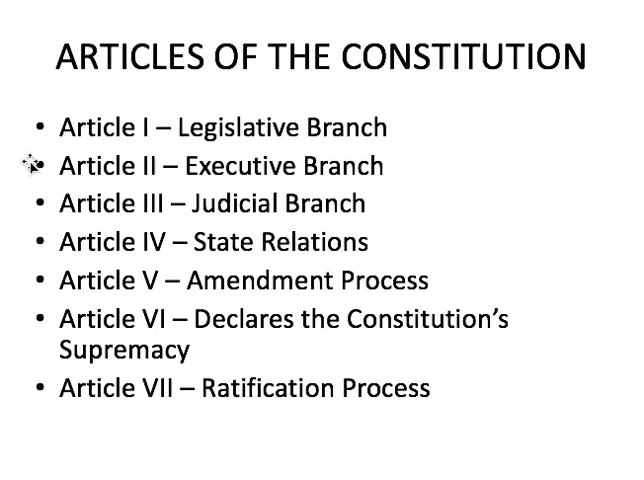 ARTICLES OF THE CONSTITUTION
• Article I – Legislative Branch
• Article II – Executive Branch
• Article III – Judicial Branch
• Article IV – State Relations
• Article V – Amendment Process
• Article VI – Declares the Constitution’s
Supremacy
• Article VII – Ratification Process